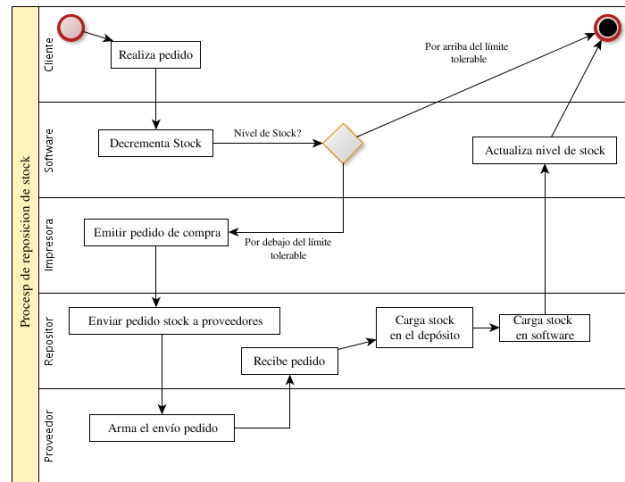 Procesp de reposicion de stock
Cliente
Realiza pedido
Por arriba del límite
tolerable
Software
Decrementa Stock
Nivel de Stock?
Actualiza nivel de stock
Impresora
Emitir pedido de compra
Por debajo del límite
tolerable
Repositor
Enviar pedido stock a proveedores
Recibe pedido
Carga stock
en el depósito
Carga stock
en software
Proveedor
Arma el envío pedido